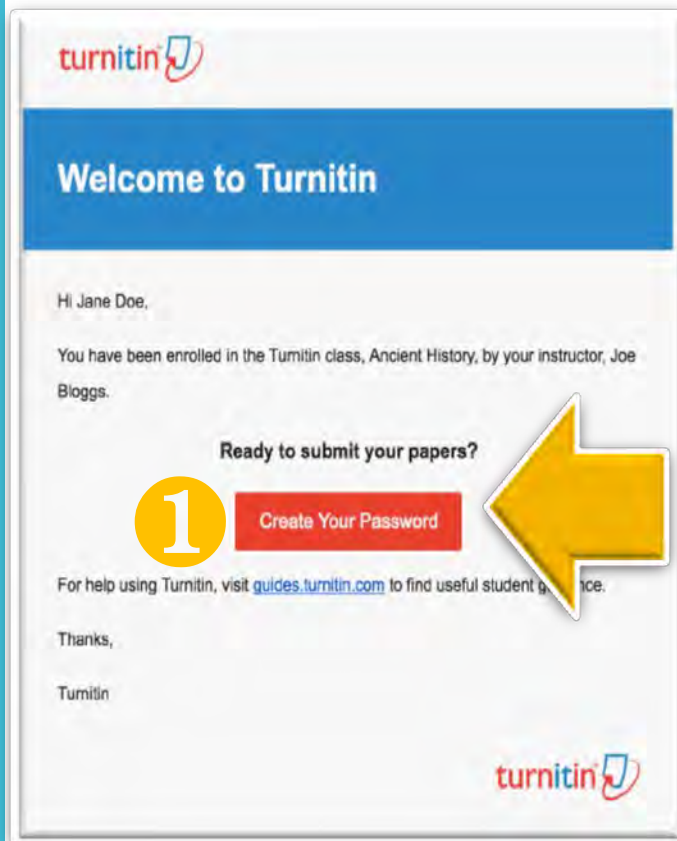 turnitin
Welcome to Turnitin
Hi Jane Doe,
You have been enrolled in the Turnitin class, Ancient History, by your instructor, Joe
Bloggs.
Ready to submit your papers?
1
Create Your Password
For help using Turnitin, visit guides.turnitin.com to find useful student
Thanks,
Turnitin
turnitin